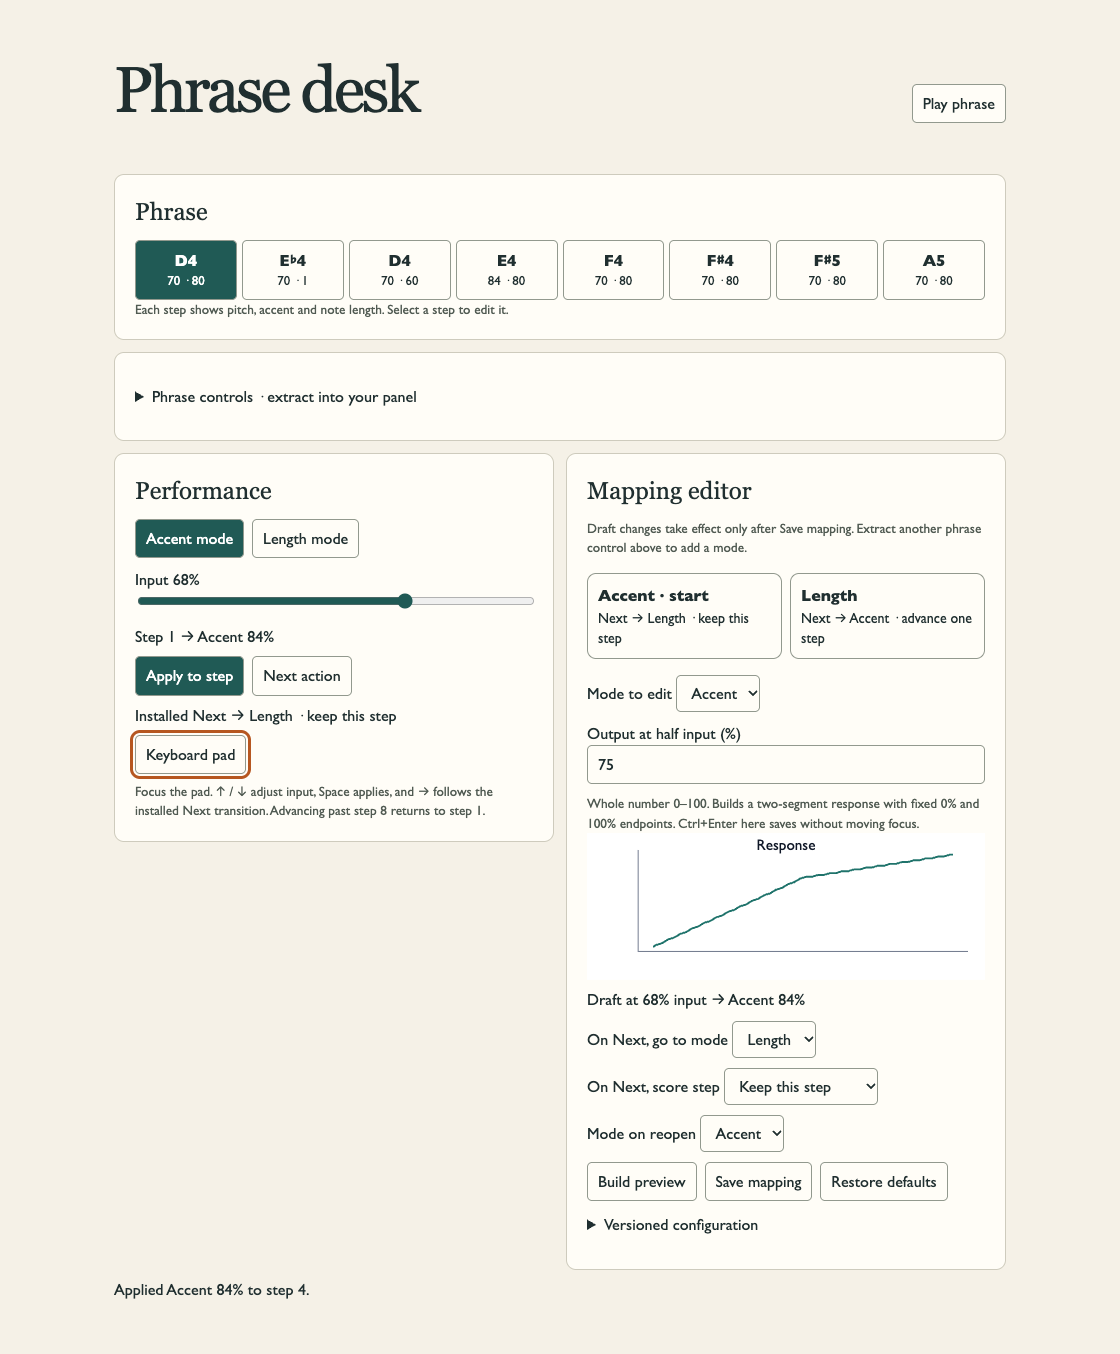 Phrase desk
Play phrase
Phrase
D4
70 · 80
E♭4
70 · 1
D4
70 · 60
E4
84 · 80
F4
70 · 80
F♯4
70 · 80
F♯5
70 · 80
A5
70 · 80
Each step shows pitch, accent and note length. Select a step to edit it.
Phrase controls · extract into your panel
Performance
Accent mode
Length mode
Input 68%
Step 1 → Accent 84%
Apply to step
Next action
Installed Next → Length · keep this step
Keyboard pad
Focus the pad. ↑ / ↓ adjust input, Space applies, and → follows the
installed Next transition. Advancing past step 8 returns to step 1.
Mapping editor
Draft changes take effect only after Save mapping. Extract another phrase
control above to add a mode.
Accent · start
Next → Length · keep this
step
Length
Next → Accent · advance one
step
Mode to edit Accent
Output at half input (%)
75
Whole number 0–100. Builds a two-segment response with fixed 0% and
100% endpoints. Ctrl+Enter here saves without moving focus.
Response
Draft at 68% input → Accent 84%
On Next, go to mode Length
On Next, score step Keep this step
Mode on reopen Accent
Build preview
Save mapping
Restore defaults
Versioned configuration
Applied Accent 84% to step 4.